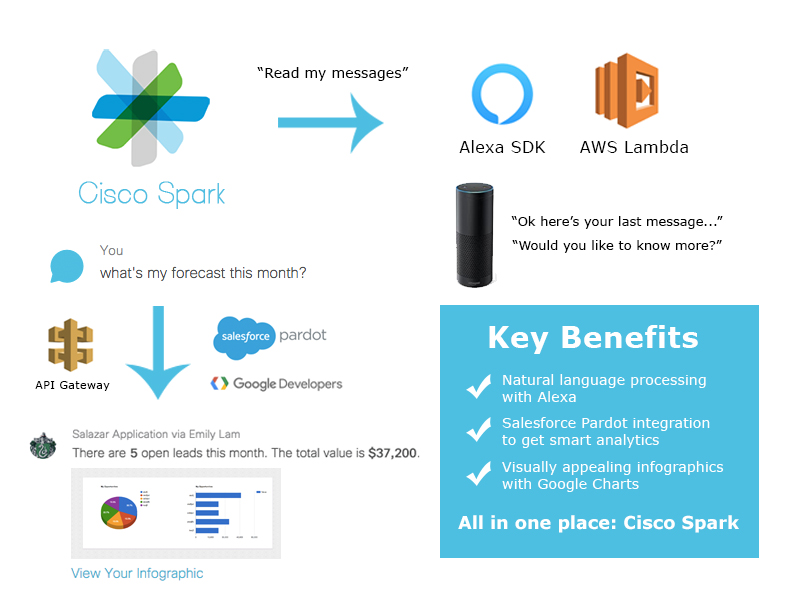 “Read my messages”
Alexa SDK
AWS Lambda
Cisco Spark
“Ok here’s your last message...”
“Would you like to know more?”
You
what's my forecast this month?
API Gateway
salesforce pardot
Google Developers
Salazar Application via Emily Lam
There are 5 open leads this month. The total value is $37,200.
View Your Infographic
Key Benefits
Natural language processing
with Alexa
Salesforce Pardot integration
to get smart analytics
Visually appealing infographics
with Google Charts
All in one place: Cisco Spark